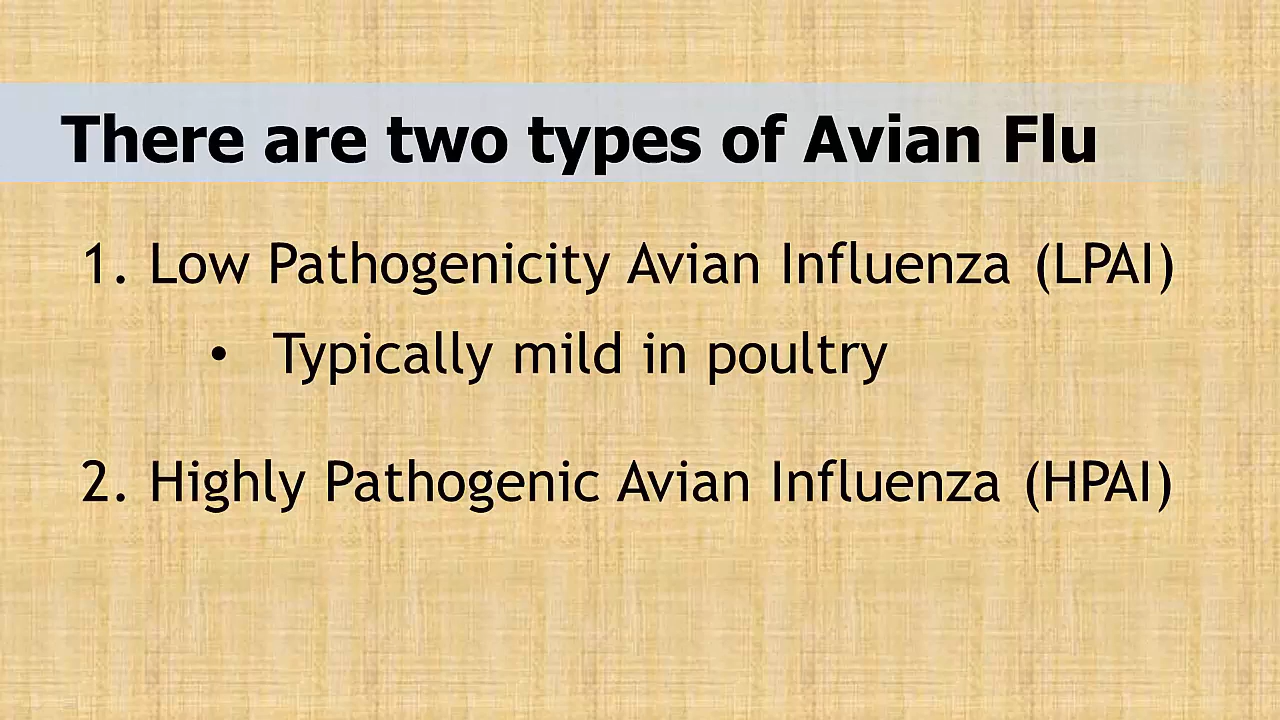 There are two types of Avian Flu
1. Low Pathogenicity Avian Influenza (LPAI)
• Typically mild in poultry
2. Highly Pathogenic Avian Influenza (HPAI)